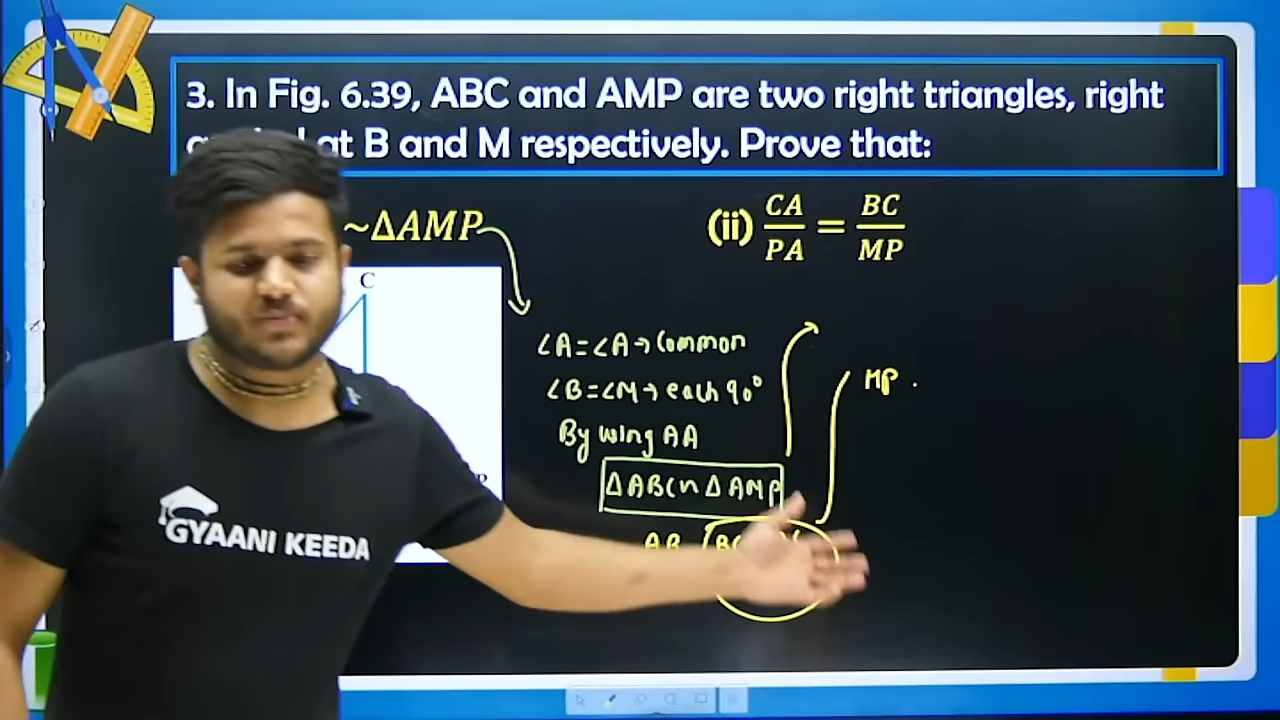 3. In Fig. 6.39, ABC and AMP are two right triangles, right
at B and M respectively. Prove that:
~ΔAMP
(ii) CA/PA = BC/MP
C
∠A=∠A→Common
∠B=∠M→each 90°
MP .
By using AA
ΔABC~ΔAMP
AB
GYAANI KEEDA